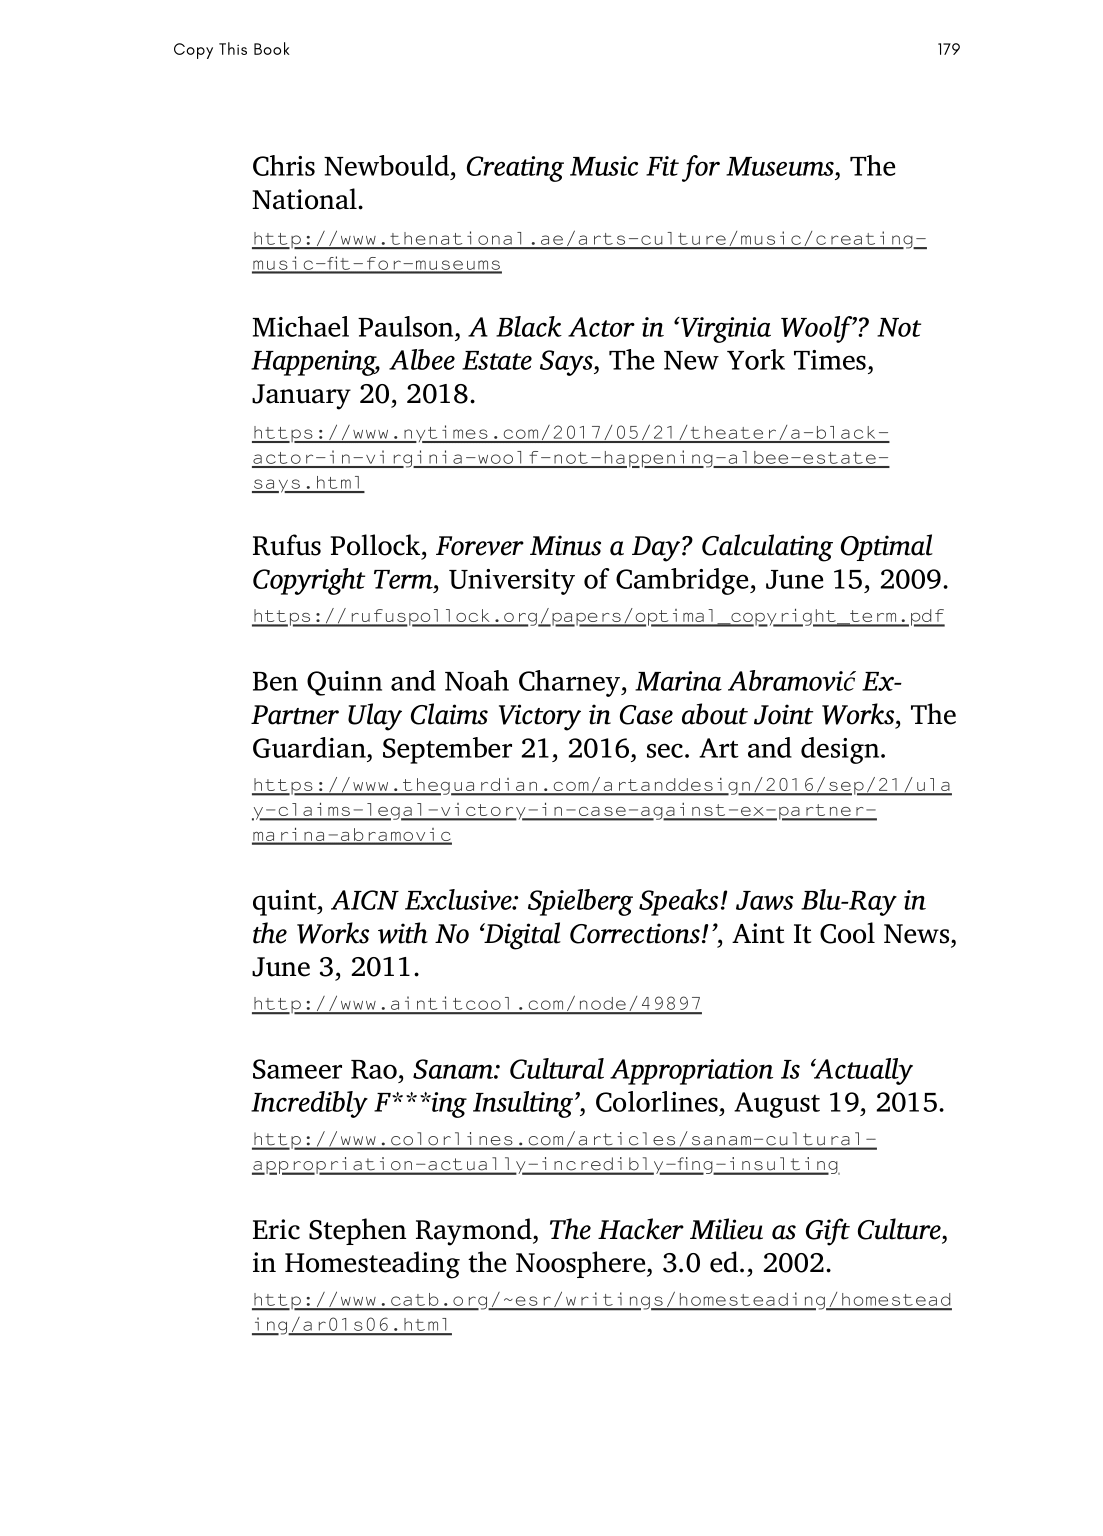 Copy This Book 179
Chris Newbould, Creating Music Fit for Museums, The
National.
http://www.thenational.ae/arts-culture/music/creating-
music-fit-for-museums
Michael Paulson, A Black Actor in ‘Virginia Woolf’? Not
Happening, Albee Estate Says, The New York Times,
January 20, 2018.
https://www.nytimes.com/2017/05/21/theater/a-black-
actor-in-virginia-woolf-not-happening-albee-estate-
says.html
Rufus Pollock, Forever Minus a Day? Calculating Optimal
Copyright Term, University of Cambridge, June 15, 2009.
https://rufuspollock.org/papers/optimal_copyright_term.pdf
Ben Quinn and Noah Charney, Marina Abramović Ex-
Partner Ulay Claims Victory in Case about Joint Works, The
Guardian, September 21, 2016, sec. Art and design.
https://www.theguardian.com/artanddesign/2016/sep/21/ula
y-claims-legal-victory-in-case-against-ex-partner-
marina-abramovic
quint, AICN Exclusive: Spielberg Speaks! Jaws Blu-Ray in
the Works with No ‘Digital Corrections!’, Aint It Cool News,
June 3, 2011.
http://www.aintitcool.com/node/49897
Sameer Rao, Sanam: Cultural Appropriation Is ‘Actually
Incredibly F***ing Insulting’, Colorlines, August 19, 2015.
http://www.colorlines.com/articles/sanam-cultural-
appropriation-actually-incredibly-fing-insulting
Eric Stephen Raymond, The Hacker Milieu as Gift Culture,
in Homesteading the Noosphere, 3.0 ed., 2002.
http://www.catb.org/~esr/writings/homesteading/homestead
ing/ar01s06.html